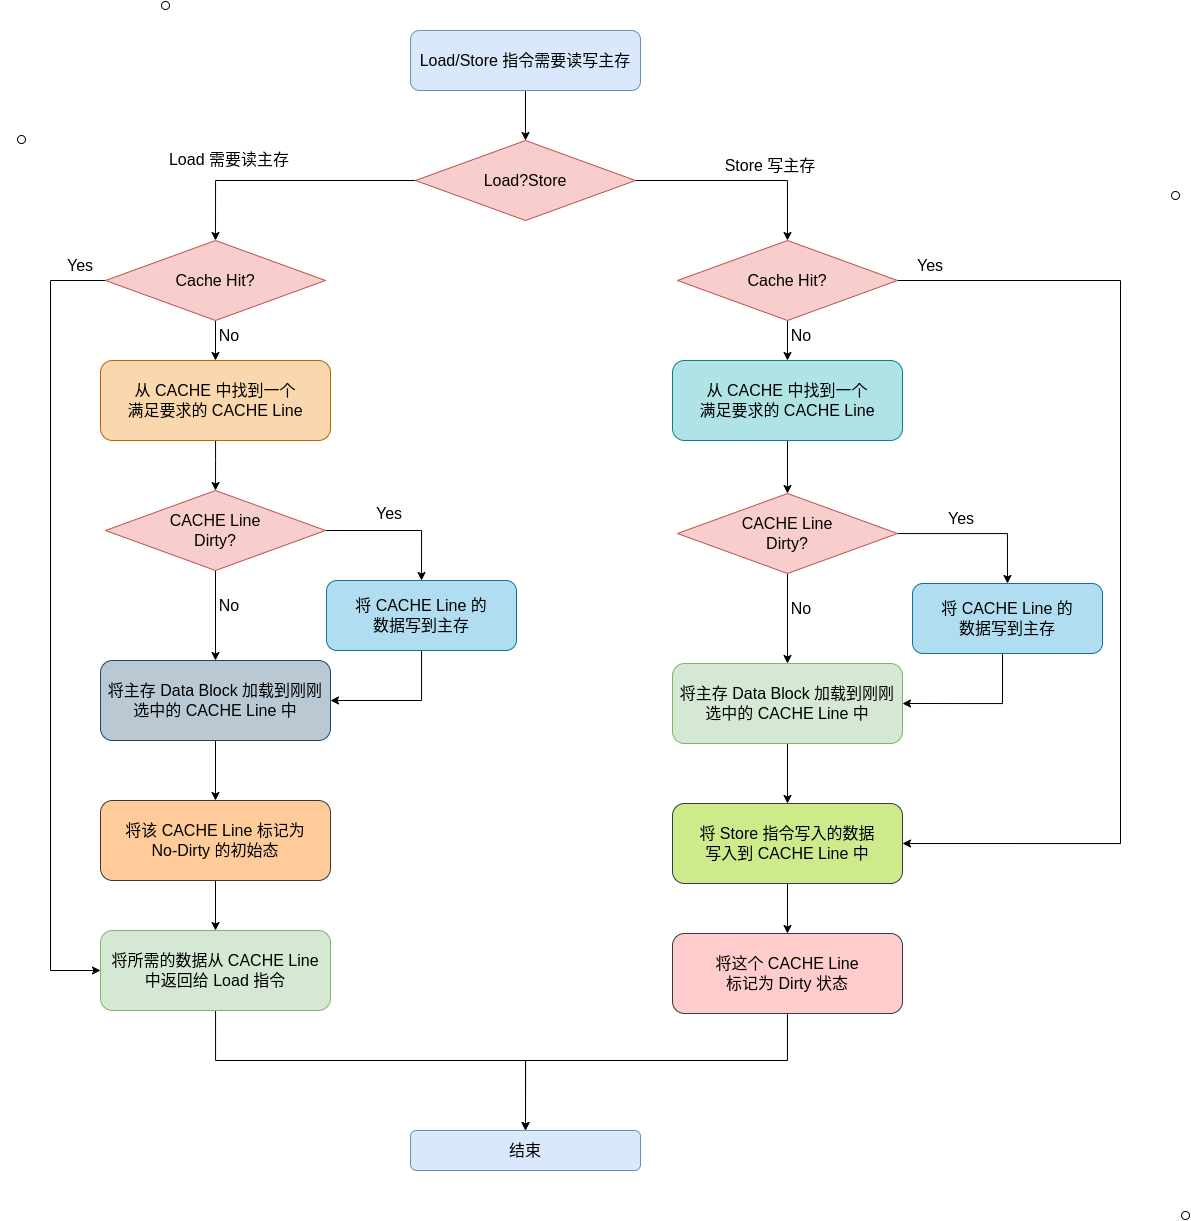 Load/Store 指令需要读写主存
Load 需要读主存
Load?Store
Store 写主存
Yes
Cache Hit?
No
从 CACHE 中找到一个
满足要求的 CACHE Line
CACHE Line
Dirty?
Yes
No
将 CACHE Line 的
数据写到主存
将主存 Data Block 加载到刚刚
选中的 CACHE Line 中
将该 CACHE Line 标记为
No-Dirty 的初始态
将所需的数据从 CACHE Line
中返回给 Load 指令
Cache Hit?
Yes
No
从 CACHE 中找到一个
满足要求的 CACHE Line
CACHE Line
Dirty?
Yes
No
将 CACHE Line 的
数据写到主存
将主存 Data Block 加载到刚刚
选中的 CACHE Line 中
将 Store 指令写入的数据
写入到 CACHE Line 中
将这个 CACHE Line
标记为 Dirty 状态
结束